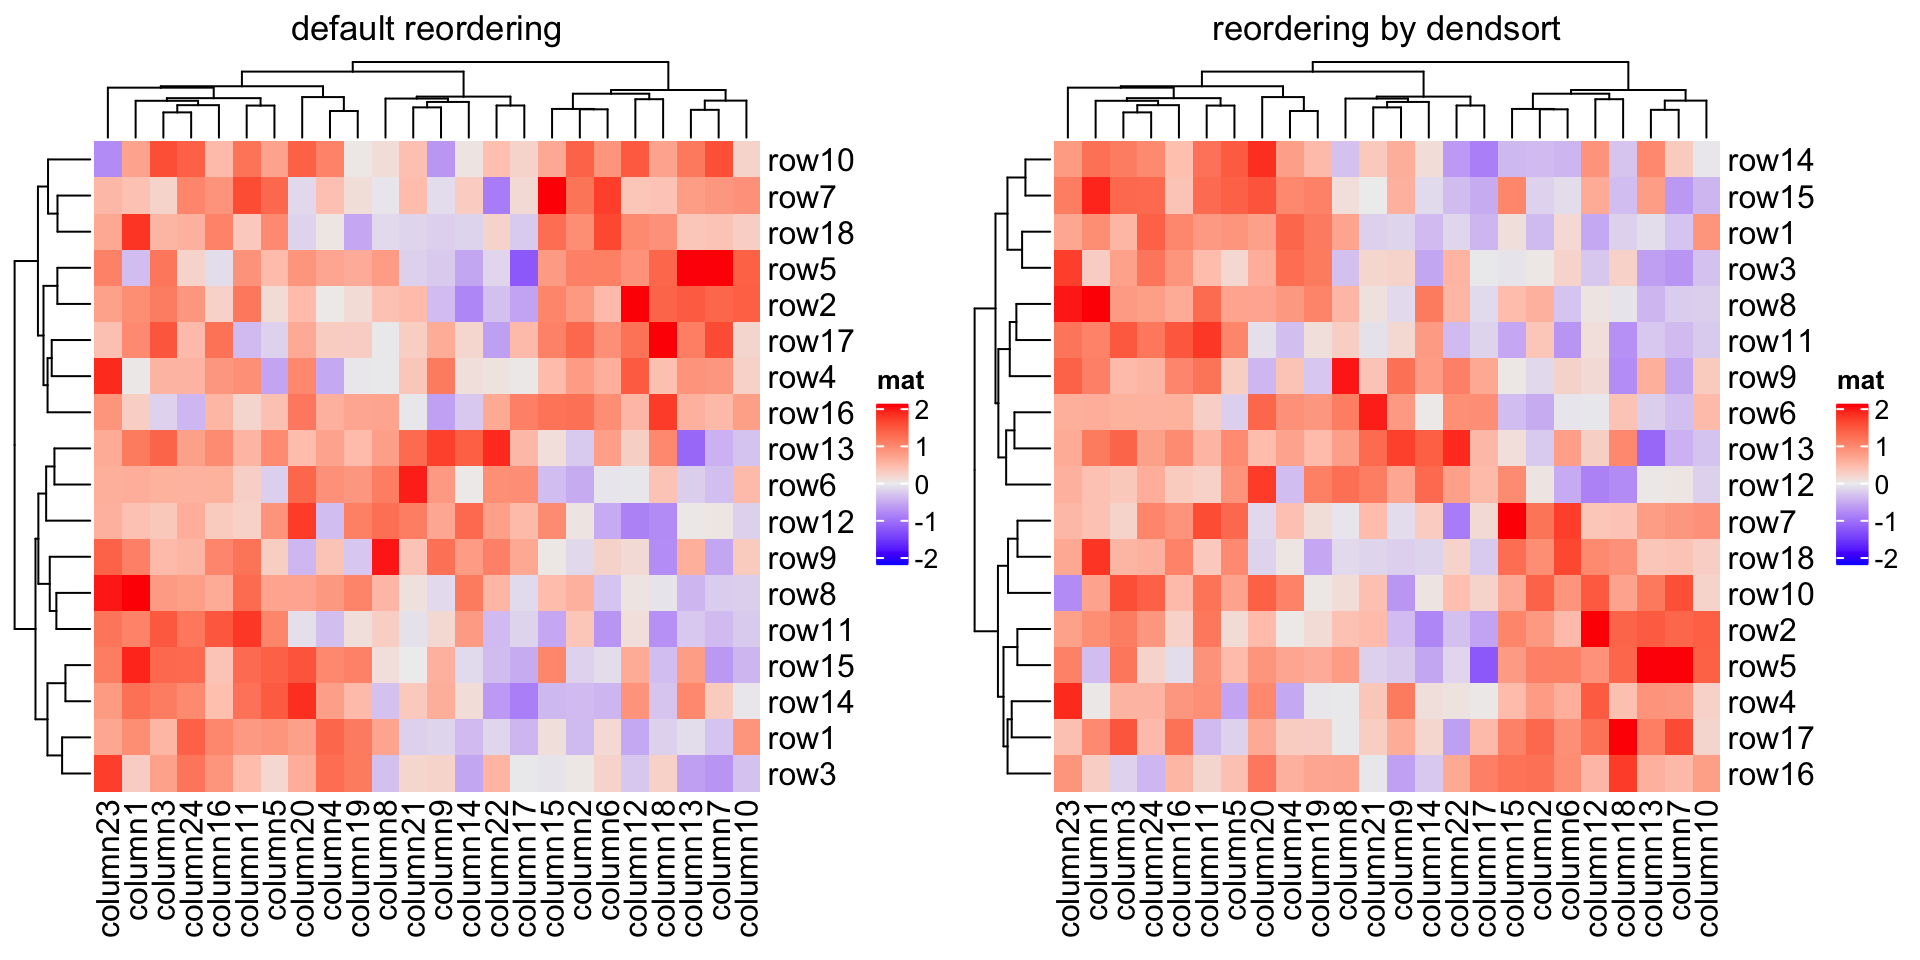 default reordering
row10
row7
row18
row5
row2
row17
row4
row16
row13
row6
row12
row9
row8
row11
row15
row14
row1
row3
column23
column1
column3
column24
column16
column11
column5
column20
column4
column19
column8
column21
column9
column14
column22
column17
column15
column2
column6
column12
column18
column13
column7
column10
mat
2
1
0
-1
-2
reordering by dendsort
row14
row15
row1
row3
row8
row11
row9
row6
row13
row12
row7
row18
row10
row2
row5
row4
row17
row16
column23
column1
column3
column24
column16
column11
column5
column20
column4
column19
column8
column21
column9
column14
column22
column17
column15
column2
column6
column12
column18
column13
column7
column10
mat
2
1
0
-1
-2